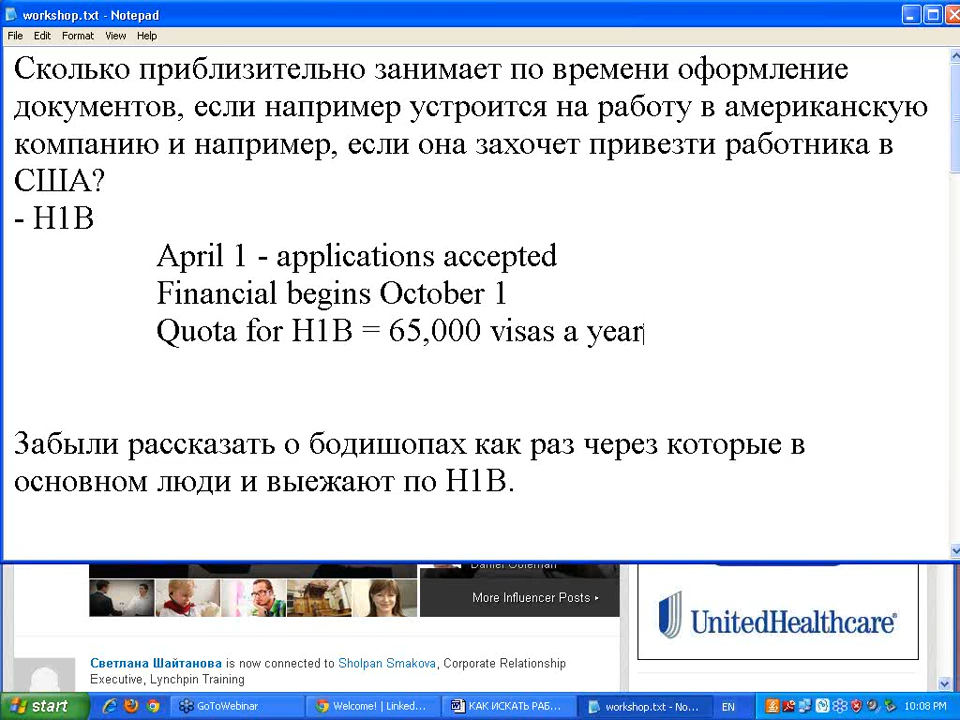 workshop.txt - Notepad
File Edit Format View Help
Сколько приблизительно занимает по времени оформление
документов, если например устроится на работу в американскую
компанию и например, если она захочет привезти работника в
США?
- H1B
April 1 - applications accepted
Financial begins October 1
Quota for H1B = 65,000 visas a year
Забыли рассказать о бодишопах как раз через которые в
основном люди и выежают по H1B.
Daniel Goleman
More Influencer Posts ▸
UnitedHealthcare
Светлана Шайтанова is now connected to Sholpan Smakova, Corporate Relationship
Executive, Lynchpin Training
start GoToWebinar Welcome! | Linked... КАК ИСКАТЬ РАБ... workshop.txt - No... EN 10:08 PM